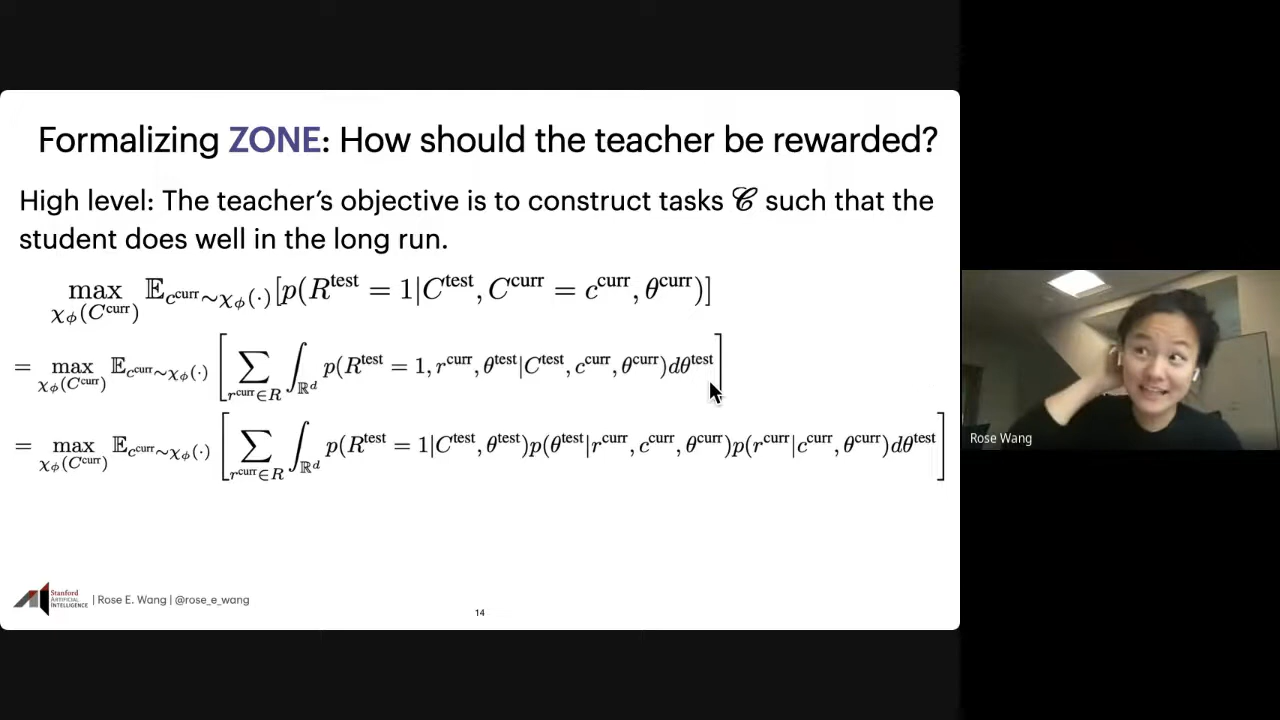 Formalizing ZONE: How should the teacher be rewarded?
High level: The teacher’s objective is to construct tasks 𝒞 such that the
student does well in the long run.
max_{χ_ϕ(C^{curr})} 𝔼_{c^{curr}∼χ_ϕ(·)}[p(R^{test} = 1|C^{test}, C^{curr} = c^{curr}, θ^{curr})]
= max_{χ_ϕ(C^{curr})} 𝔼_{c^{curr}∼χ_ϕ(·)} [∑_{r^{curr}∈R} ∫_{ℝ^d} p(R^{test} = 1, r^{curr}, θ^{test}|C^{test}, c^{curr}, θ^{curr})dθ^{test}]
= max_{χ_ϕ(C^{curr})} 𝔼_{c^{curr}∼χ_ϕ(·)} [∑_{r^{curr}∈R} ∫_{ℝ^d} p(R^{test} = 1|C^{test}, θ^{test})p(θ^{test}|r^{curr}, c^{curr}, θ^{curr})p(r^{curr}|c^{curr}, θ^{curr})dθ^{test}]
Rose Wang
Stanford
ARTIFICIAL
INTELLIGENCE
| Rose E. Wang | @rose_e_wang
14